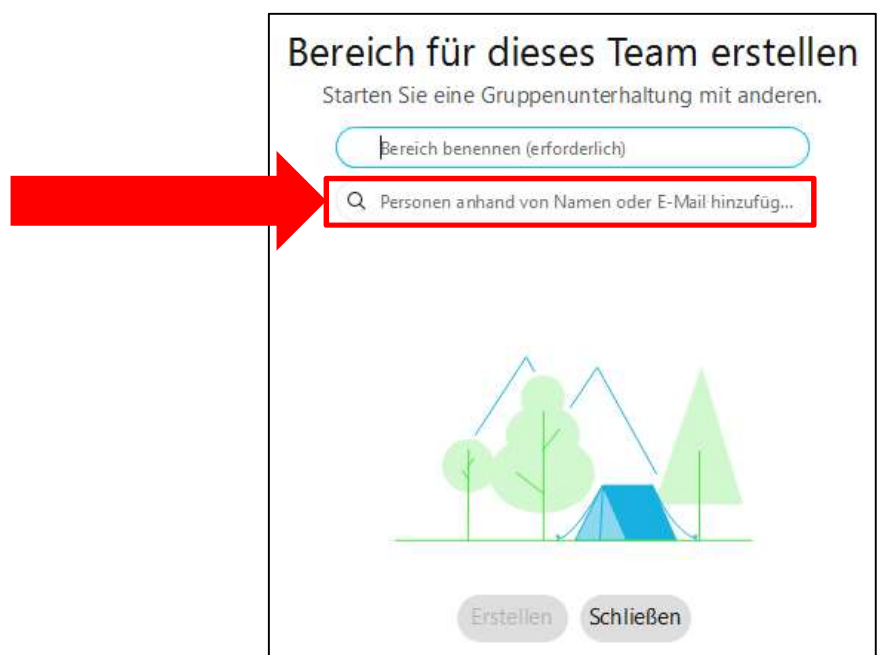 Bereich für dieses Team erstellen
Starten Sie eine Gruppenunterhaltung mit anderen.
Bereich benennen (erforderlich)
Personen anhand von Namen oder E-Mail hinzufüg...
Erstellen Schließen